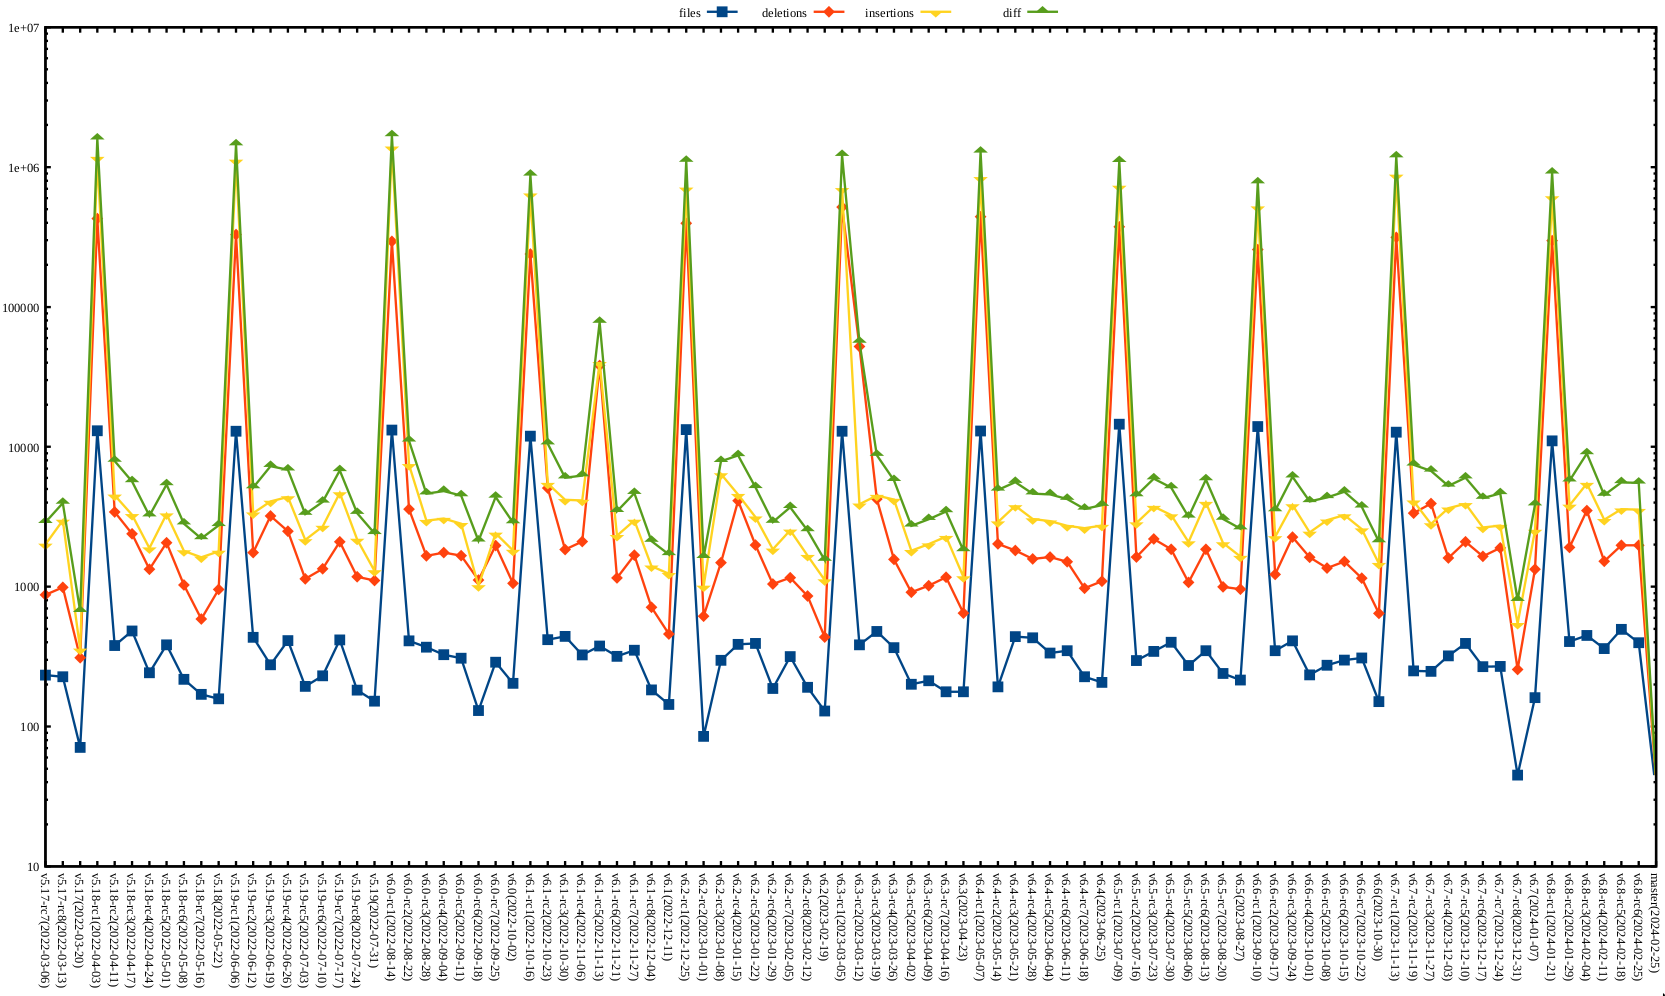 files deletions insertions diff
1e+07
1e+06
100000
10000
1000
100
10
v5.17-rc7(2022-03-06)
v5.17-rc8(2022-03-13)
v5.17(2022-03-20)
v5.18-rc1(2022-04-03)
v5.18-rc2(2022-04-11)
v5.18-rc3(2022-04-17)
v5.18-rc4(2022-04-24)
v5.18-rc5(2022-05-01)
v5.18-rc6(2022-05-08)
v5.18-rc7(2022-05-16)
v5.18(2022-05-22)
v5.19-rc1(2022-06-06)
v5.19-rc2(2022-06-12)
v5.19-rc3(2022-06-19)
v5.19-rc4(2022-06-26)
v5.19-rc5(2022-07-03)
v5.19-rc6(2022-07-10)
v5.19-rc7(2022-07-17)
v5.19-rc8(2022-07-24)
v5.19(2022-07-31)
v6.0-rc1(2022-08-14)
v6.0-rc2(2022-08-22)
v6.0-rc3(2022-08-28)
v6.0-rc4(2022-09-04)
v6.0-rc5(2022-09-11)
v6.0-rc6(2022-09-18)
v6.0-rc7(2022-09-25)
v6.0(2022-10-02)
v6.1-rc1(2022-10-16)
v6.1-rc2(2022-10-23)
v6.1-rc3(2022-10-30)
v6.1-rc4(2022-11-06)
v6.1-rc5(2022-11-13)
v6.1-rc6(2022-11-21)
v6.1-rc7(2022-11-27)
v6.1-rc8(2022-12-04)
v6.1(2022-12-11)
v6.2-rc1(2022-12-25)
v6.2-rc2(2023-01-01)
v6.2-rc3(2023-01-08)
v6.2-rc4(2023-01-15)
v6.2-rc5(2023-01-22)
v6.2-rc6(2023-01-29)
v6.2-rc7(2023-02-05)
v6.2-rc8(2023-02-12)
v6.2(2023-02-19)
v6.3-rc1(2023-03-05)
v6.3-rc2(2023-03-12)
v6.3-rc3(2023-03-19)
v6.3-rc4(2023-03-26)
v6.3-rc5(2023-04-02)
v6.3-rc6(2023-04-09)
v6.3-rc7(2023-04-16)
v6.3(2023-04-23)
v6.4-rc1(2023-05-07)
v6.4-rc2(2023-05-14)
v6.4-rc3(2023-05-21)
v6.4-rc4(2023-05-28)
v6.4-rc5(2023-06-04)
v6.4-rc6(2023-06-11)
v6.4-rc7(2023-06-18)
v6.4(2023-06-25)
v6.5-rc1(2023-07-09)
v6.5-rc2(2023-07-16)
v6.5-rc3(2023-07-23)
v6.5-rc4(2023-07-30)
v6.5-rc5(2023-08-06)
v6.5-rc6(2023-08-13)
v6.5-rc7(2023-08-20)
v6.5(2023-08-27)
v6.6-rc1(2023-09-10)
v6.6-rc2(2023-09-17)
v6.6-rc3(2023-09-24)
v6.6-rc4(2023-10-01)
v6.6-rc5(2023-10-08)
v6.6-rc6(2023-10-15)
v6.6-rc7(2023-10-22)
v6.6(2023-10-30)
v6.7-rc1(2023-11-13)
v6.7-rc2(2023-11-19)
v6.7-rc3(2023-11-27)
v6.7-rc4(2023-12-03)
v6.7-rc5(2023-12-10)
v6.7-rc6(2023-12-17)
v6.7-rc7(2023-12-24)
v6.7-rc8(2023-12-31)
v6.7(2024-01-07)
v6.8-rc1(2024-01-21)
v6.8-rc2(2024-01-29)
v6.8-rc3(2024-02-04)
v6.8-rc4(2024-02-11)
v6.8-rc5(2024-02-18)
v6.8-rc6(2024-02-25)
master(2024-02-25)